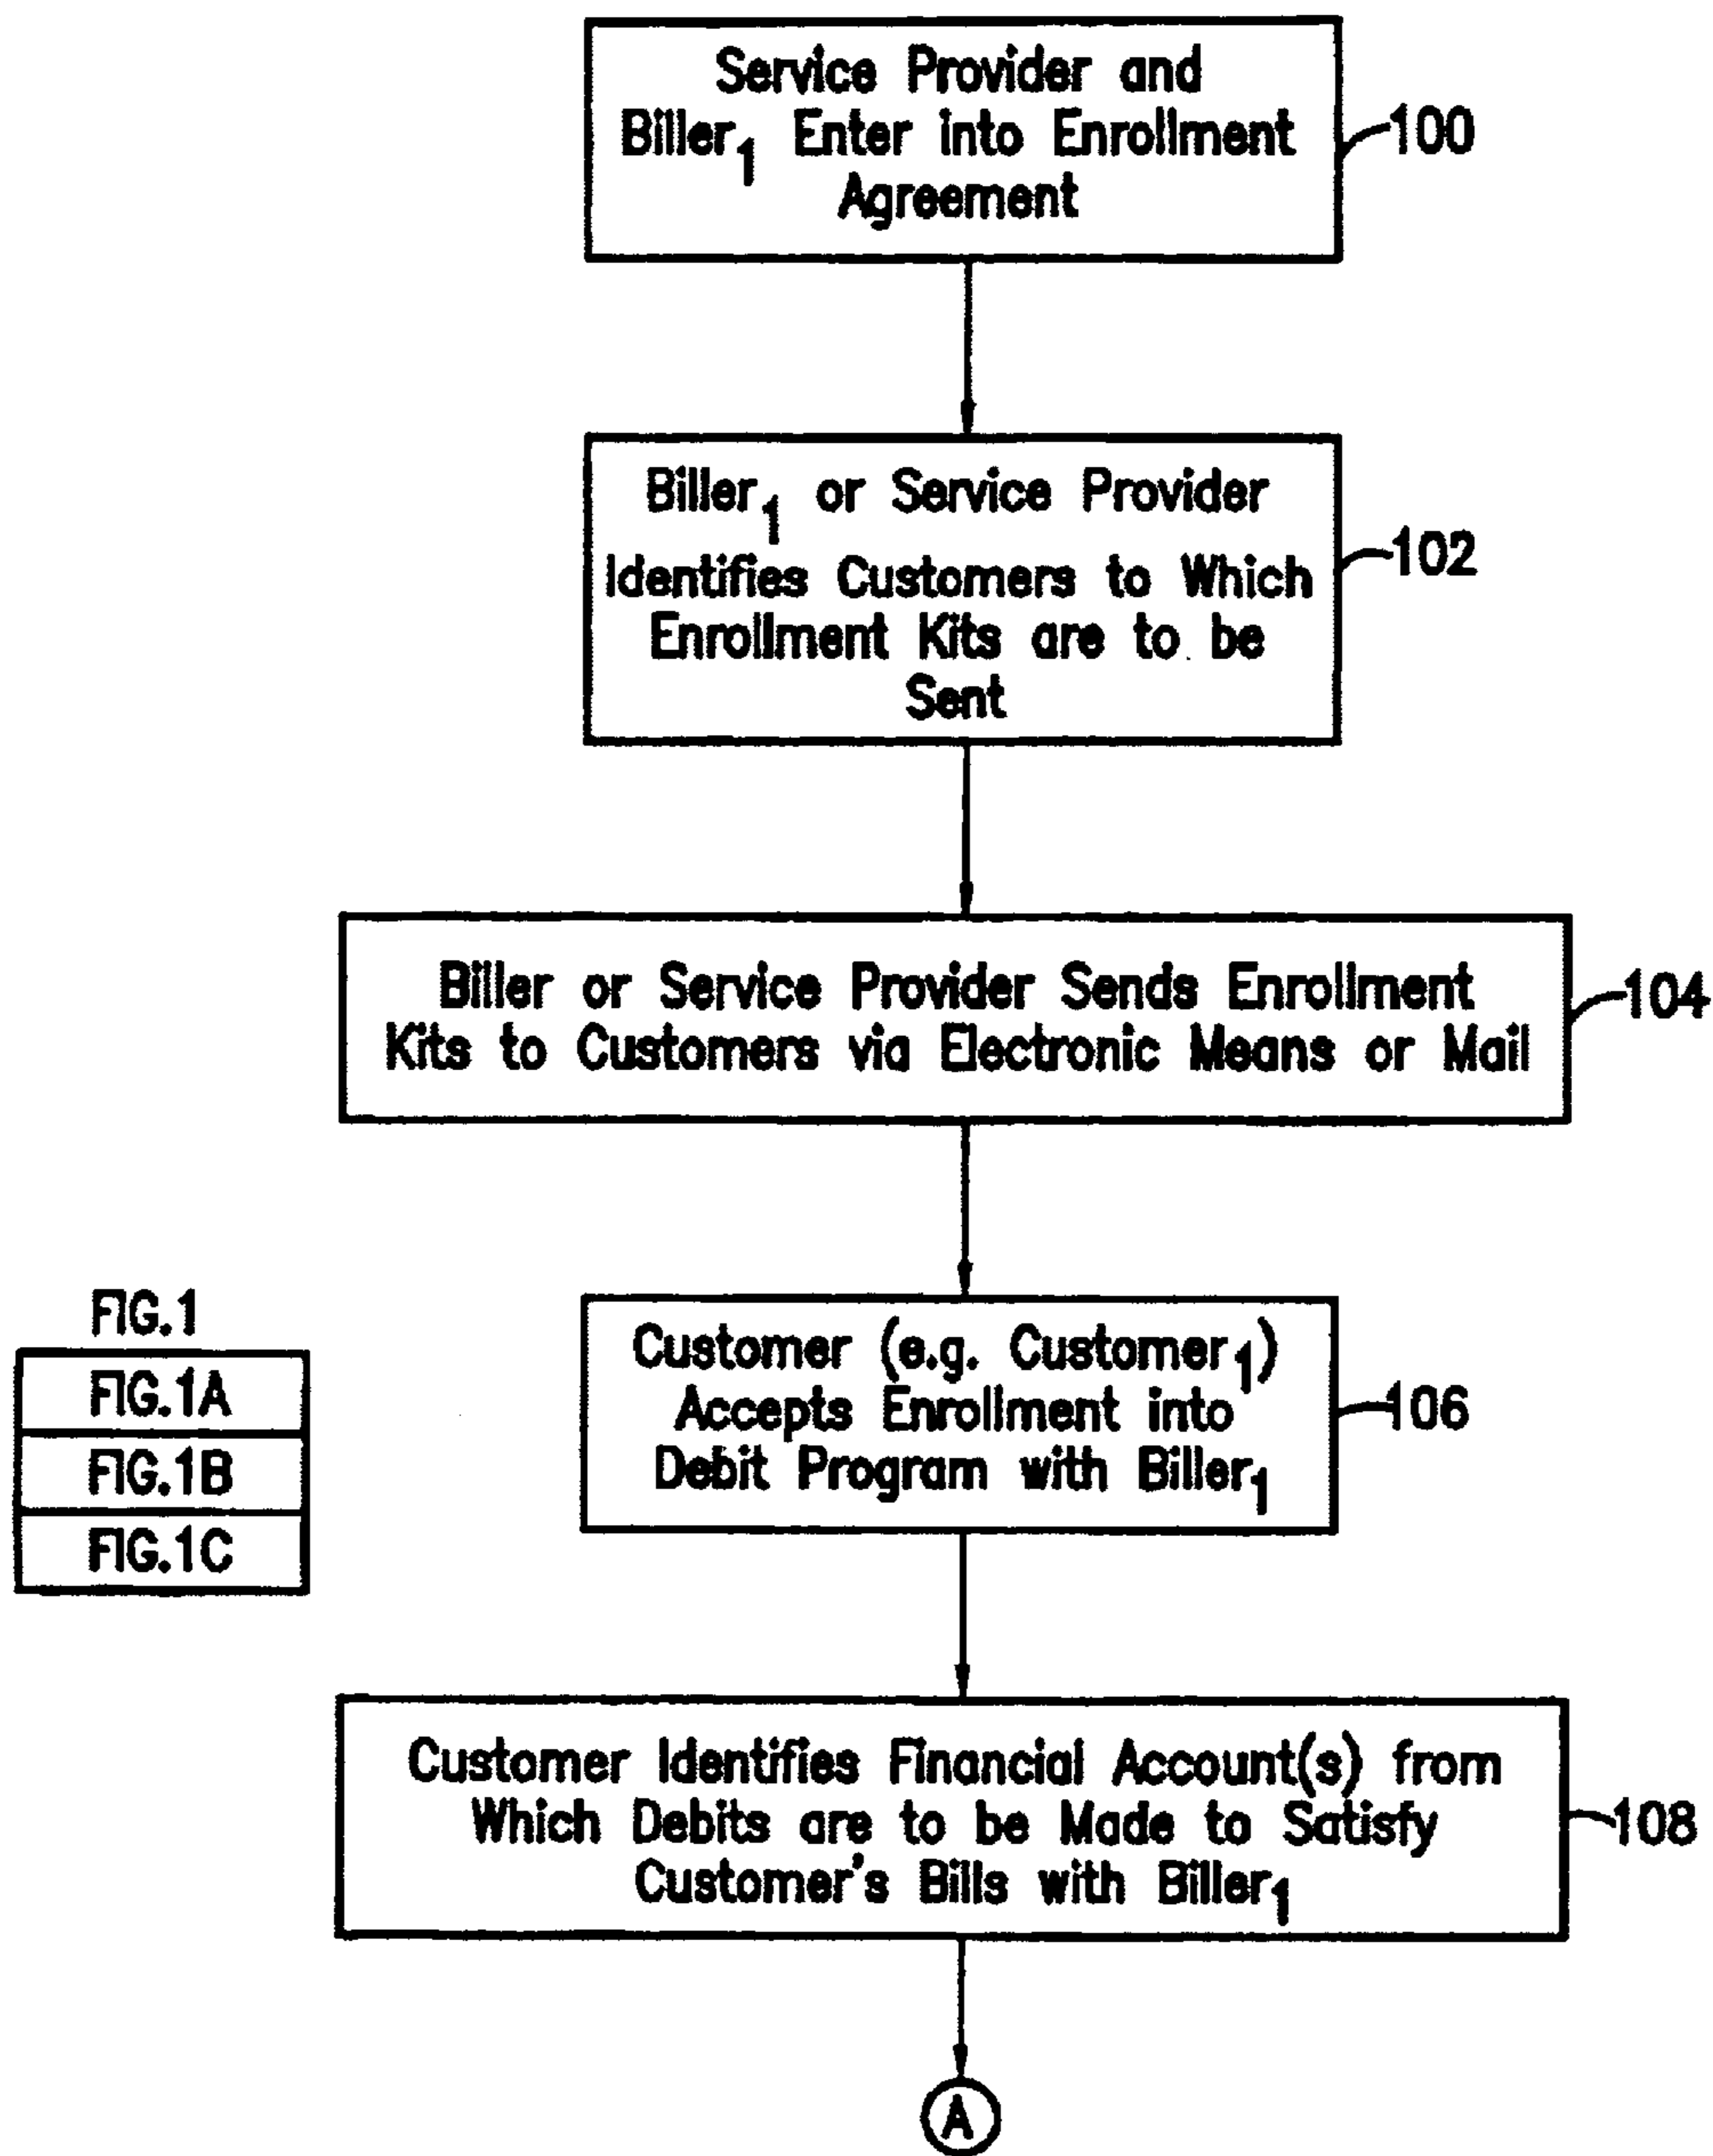 Service Provider and
Biller₁ Enter into Enrollment
Agreement
100
Biller₁ or Service Provider
Identifies Customers to Which
Enrollment Kits are to be
Sent
102
Biller or Service Provider Sends Enrollment
Kits to Customers via Electronic Means or Mail
104
FIG.1
FIG.1A
FIG.1B
FIG.1C
Customer (e.g. Customer₁)
Accepts Enrollment into
Debit Program with Biller₁
106
Customer Identifies Financial Account(s) from
Which Debits are to be Made to Satisfy
Customer's Bills with Biller₁
108
A